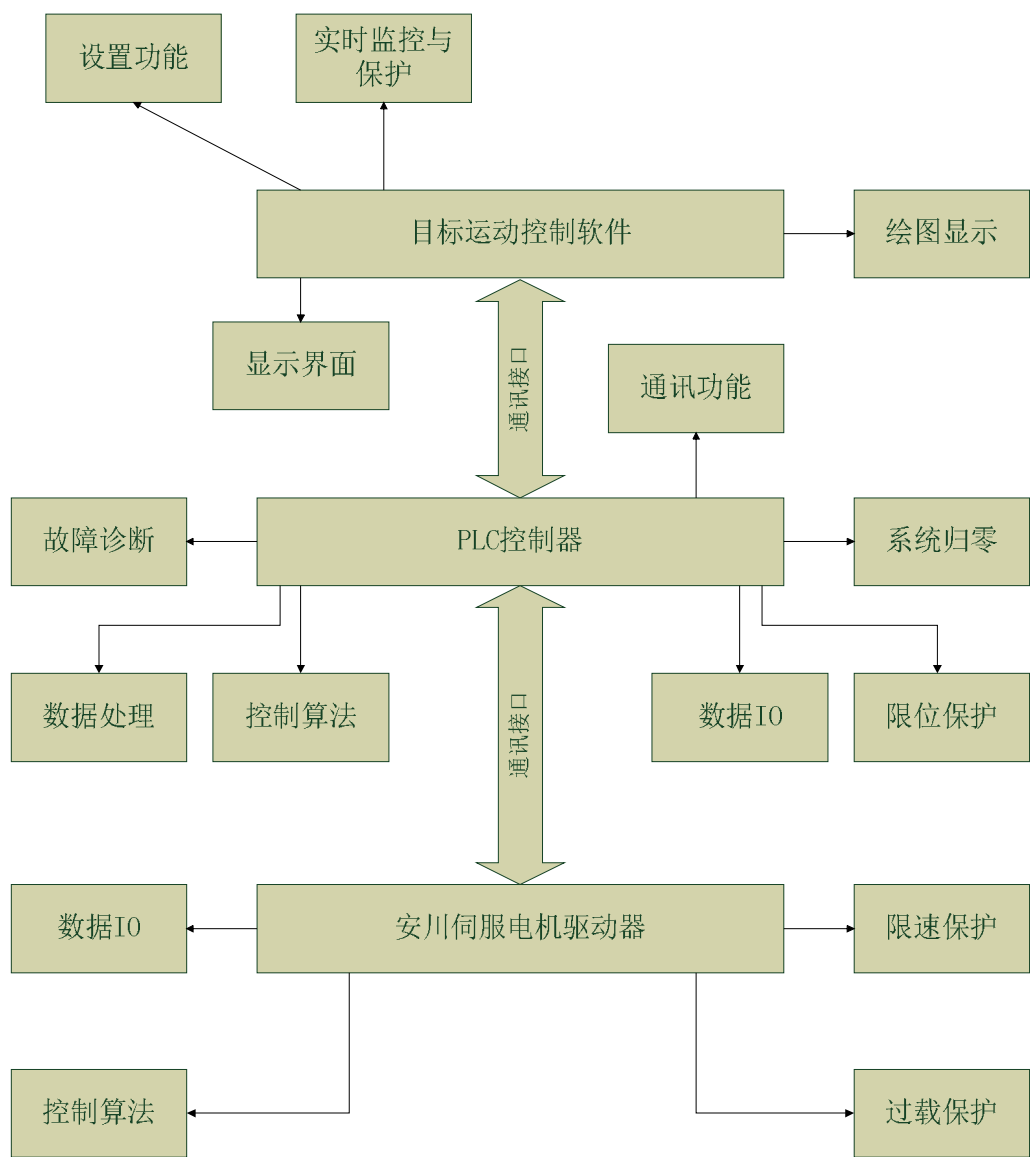 设置功能
实时监控与
保护
目标运动控制软件
绘图显示
显示界面
通讯接口
通讯功能
故障诊断
PLC控制器
系统归零
数据处理
控制算法
通讯接口
数据IO
限位保护
数据IO
安川伺服电机驱动器
限速保护
控制算法
过载保护